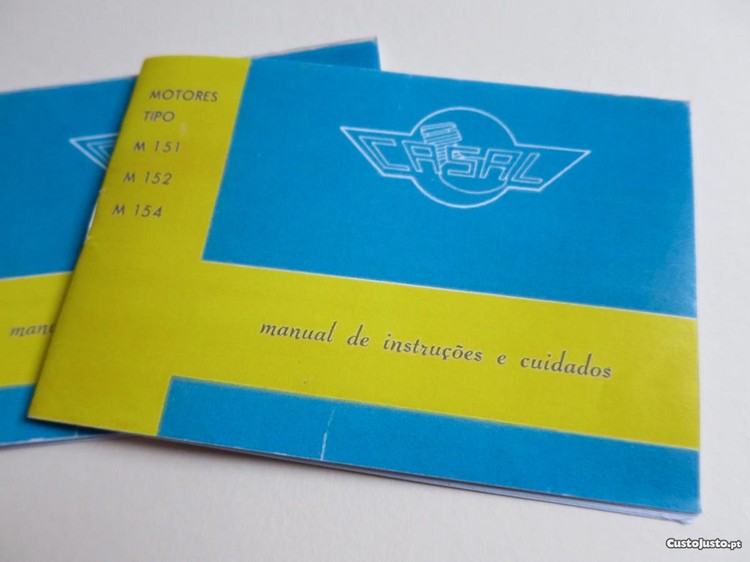 MOTORES
TIPO
M 151
M 152
M 154
CASAL
manual de instruções e cuidados
CustoJusto.pt